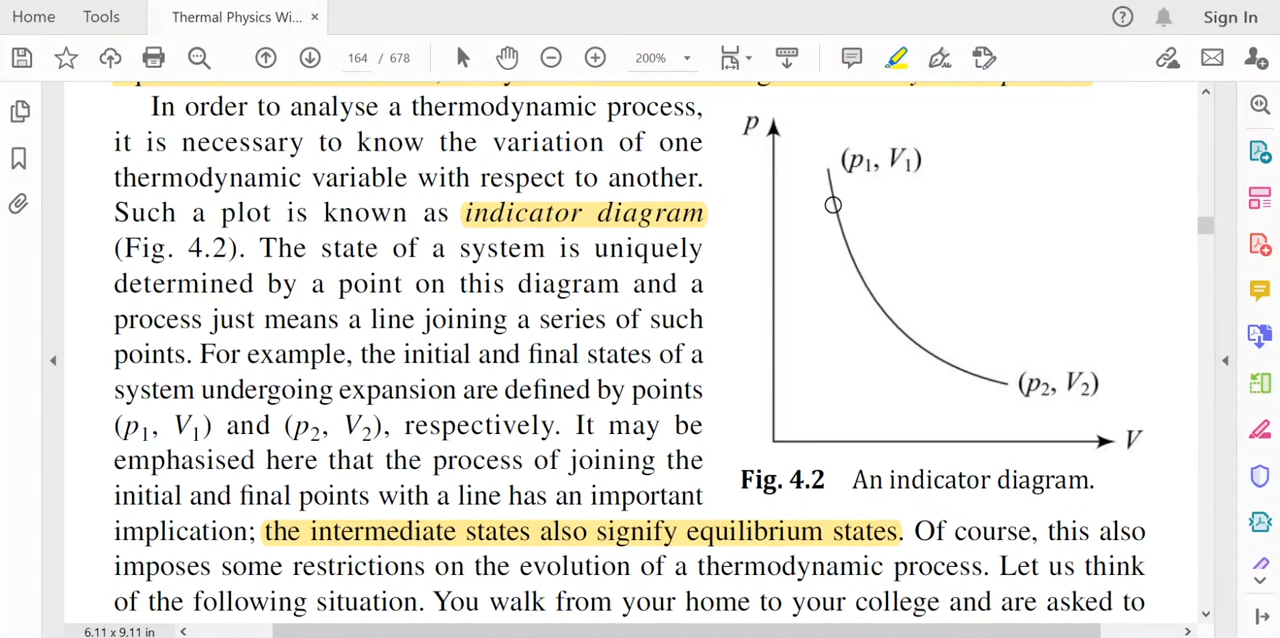 Home Tools Thermal Physics Wi... × Sign In
164 / 678 200%
In order to analyse a thermodynamic process,
it is necessary to know the variation of one
thermodynamic variable with respect to another.
Such a plot is known as indicator diagram
(Fig. 4.2). The state of a system is uniquely
determined by a point on this diagram and a
process just means a line joining a series of such
points. For example, the initial and final states of a
system undergoing expansion are defined by points
(p₁, V₁) and (p₂, V₂), respectively. It may be
emphasised here that the process of joining the
initial and final points with a line has an important
implication; the intermediate states also signify equilibrium states. Of course, this also
imposes some restrictions on the evolution of a thermodynamic process. Let us think
of the following situation. You walk from your home to your college and are asked to
p
(p₁, V₁)
(p₂, V₂)
V
Fig. 4.2 An indicator diagram.
6.11 x 9.11 in